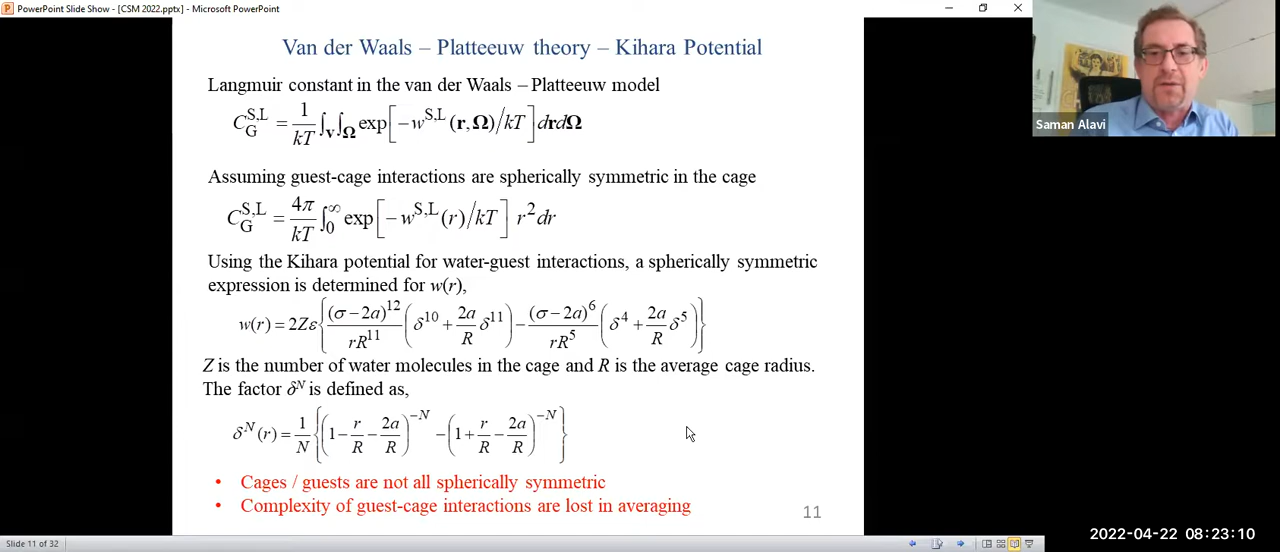 PowerPoint Slide Show - [CSM 2022.pptx] - Microsoft PowerPoint
Van der Waals – Platteeuw theory – Kihara Potential
Langmuir constant in the van der Waals – Platteeuw model
C_G^{S,L} = 1/kT ∫_V ∫_Ω exp[−w^{S,L}(r,Ω)/kT] drdΩ
Assuming guest-cage interactions are spherically symmetric in the cage
C_G^{S,L} = 4π/kT ∫_0^∞ exp[−w^{S,L}(r)/kT] r^2 dr
Using the Kihara potential for water-guest interactions, a spherically symmetric
expression is determined for w(r),
w(r) = 2Zε{(σ−2a)^{12}/rR^{11} (δ^{10} + 2a/R δ^{11}) − (σ−2a)^6/rR^5 (δ^4 + 2a/R δ^5)}
Z is the number of water molecules in the cage and R is the average cage radius.
The factor δ^N is defined as,
δ^N(r) = 1/N {(1 − r/R − 2a/R)^{−N} − (1 + r/R − 2a/R)^{−N}}
• Cages / guests are not all spherically symmetric
• Complexity of guest-cage interactions are lost in averaging
11
Saman Alavi
2022-04-22 08:23:10
Slide 11 of 32